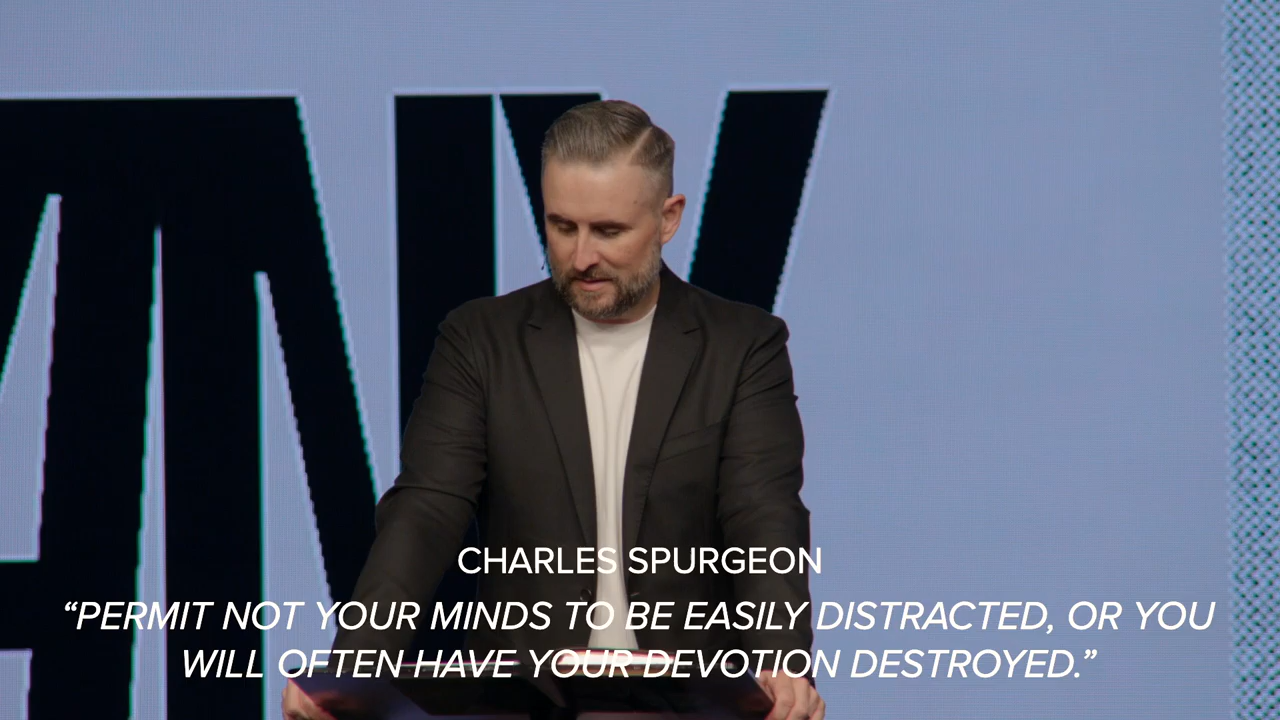 CHARLES SPURGEON
“PERMIT NOT YOUR MINDS TO BE EASILY DISTRACTED, OR YOU
WILL OFTEN HAVE YOUR DEVOTION DESTROYED.”